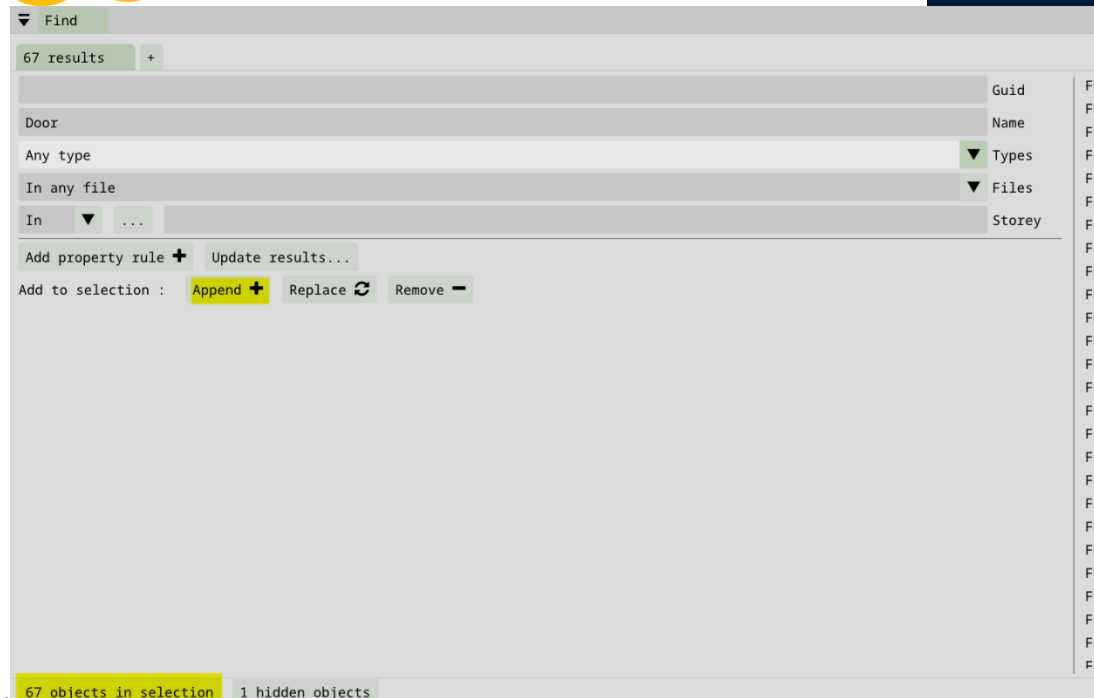 Find
67 results +
Guid
Door Name
Any type Types
In any file Files
In ... Storey
Add property rule + Update results...
Add to selection : Append + Replace Remove −
67 objects in selection 1 hidden objects